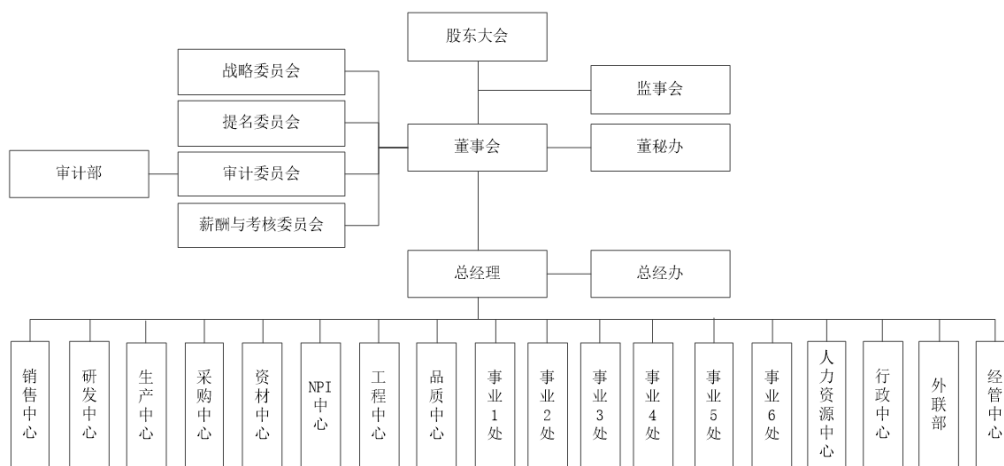 股东大会
战略委员会
监事会
提名委员会
董事会
董秘办
审计部
审计委员会
薪酬与考核委员会
总经理
总经办
销售中心
研发中心
生产中心
采购中心
资材中心
NPI中心
工程中心
品质中心
事业1处
事业2处
事业3处
事业4处
事业5处
事业6处
人力资源中心
行政中心
外联部
经管中心